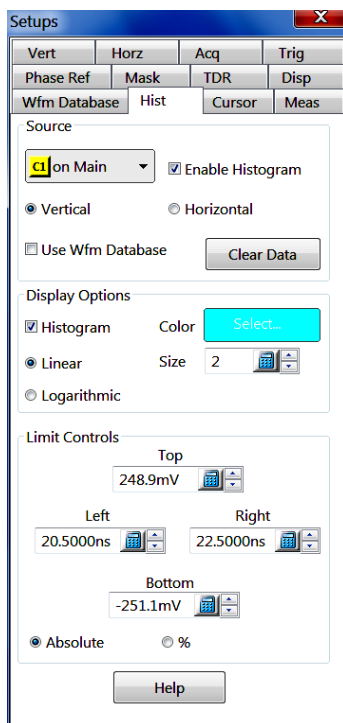 Setups X
Vert Horz Acq Trig
Phase Ref Mask TDR Disp
Wfm Database Hist Cursor Meas
Source
C1 on Main Enable Histogram
Vertical Horizontal
Use Wfm Database Clear Data
Display Options
Histogram Color Select...
Linear Size 2
Logarithmic
Limit Controls
Top
248.9mV
Left Right
20.5000ns 22.5000ns
Bottom
-251.1mV
Absolute %
Help